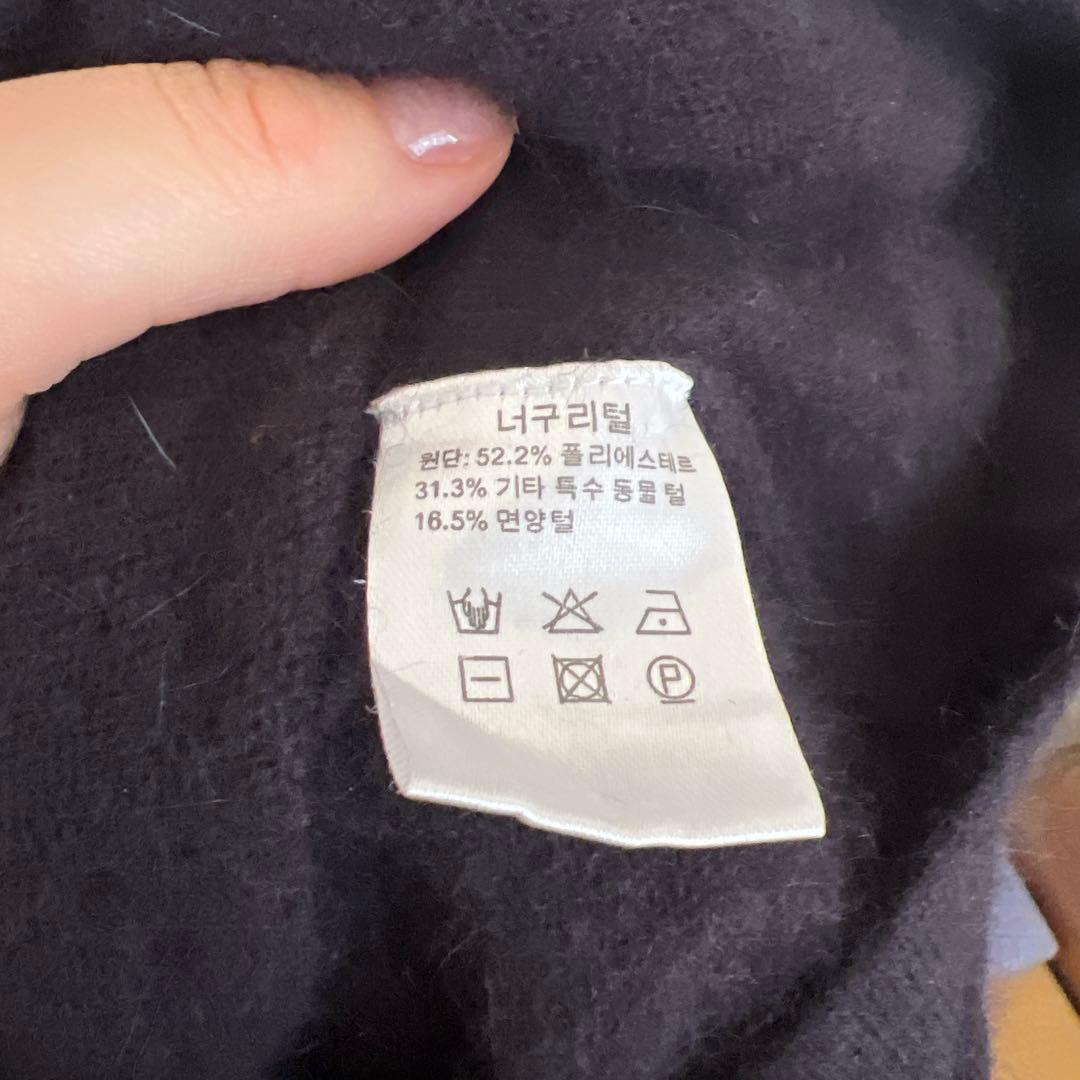 너구리털
원단: 52.2% 폴리에스테르
31.3% 기타 특수 동물 털
16.5% 면양털
P